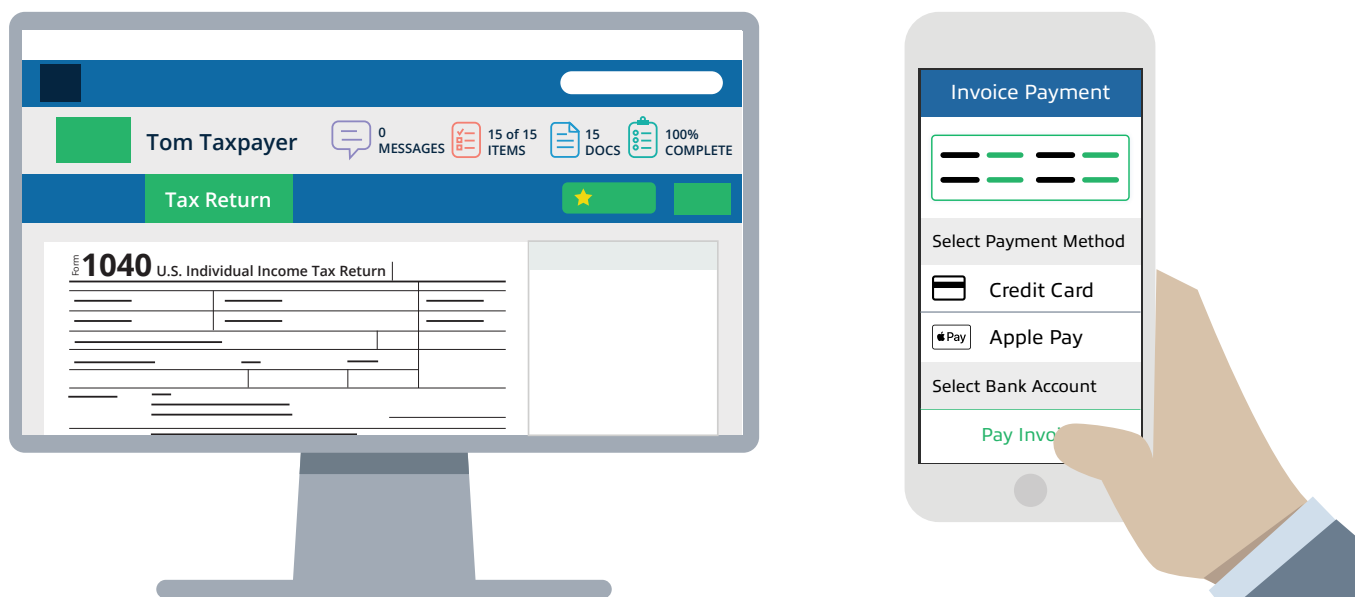 Tom Taxpayer
0
MESSAGES
15 of 15
ITEMS
15
DOCS
100%
COMPLETE
Tax Return
Form
1040 U.S. Individual Income Tax Return
Invoice Payment
Select Payment Method
Credit Card
Pay
Apple Pay
Select Bank Account
Pay